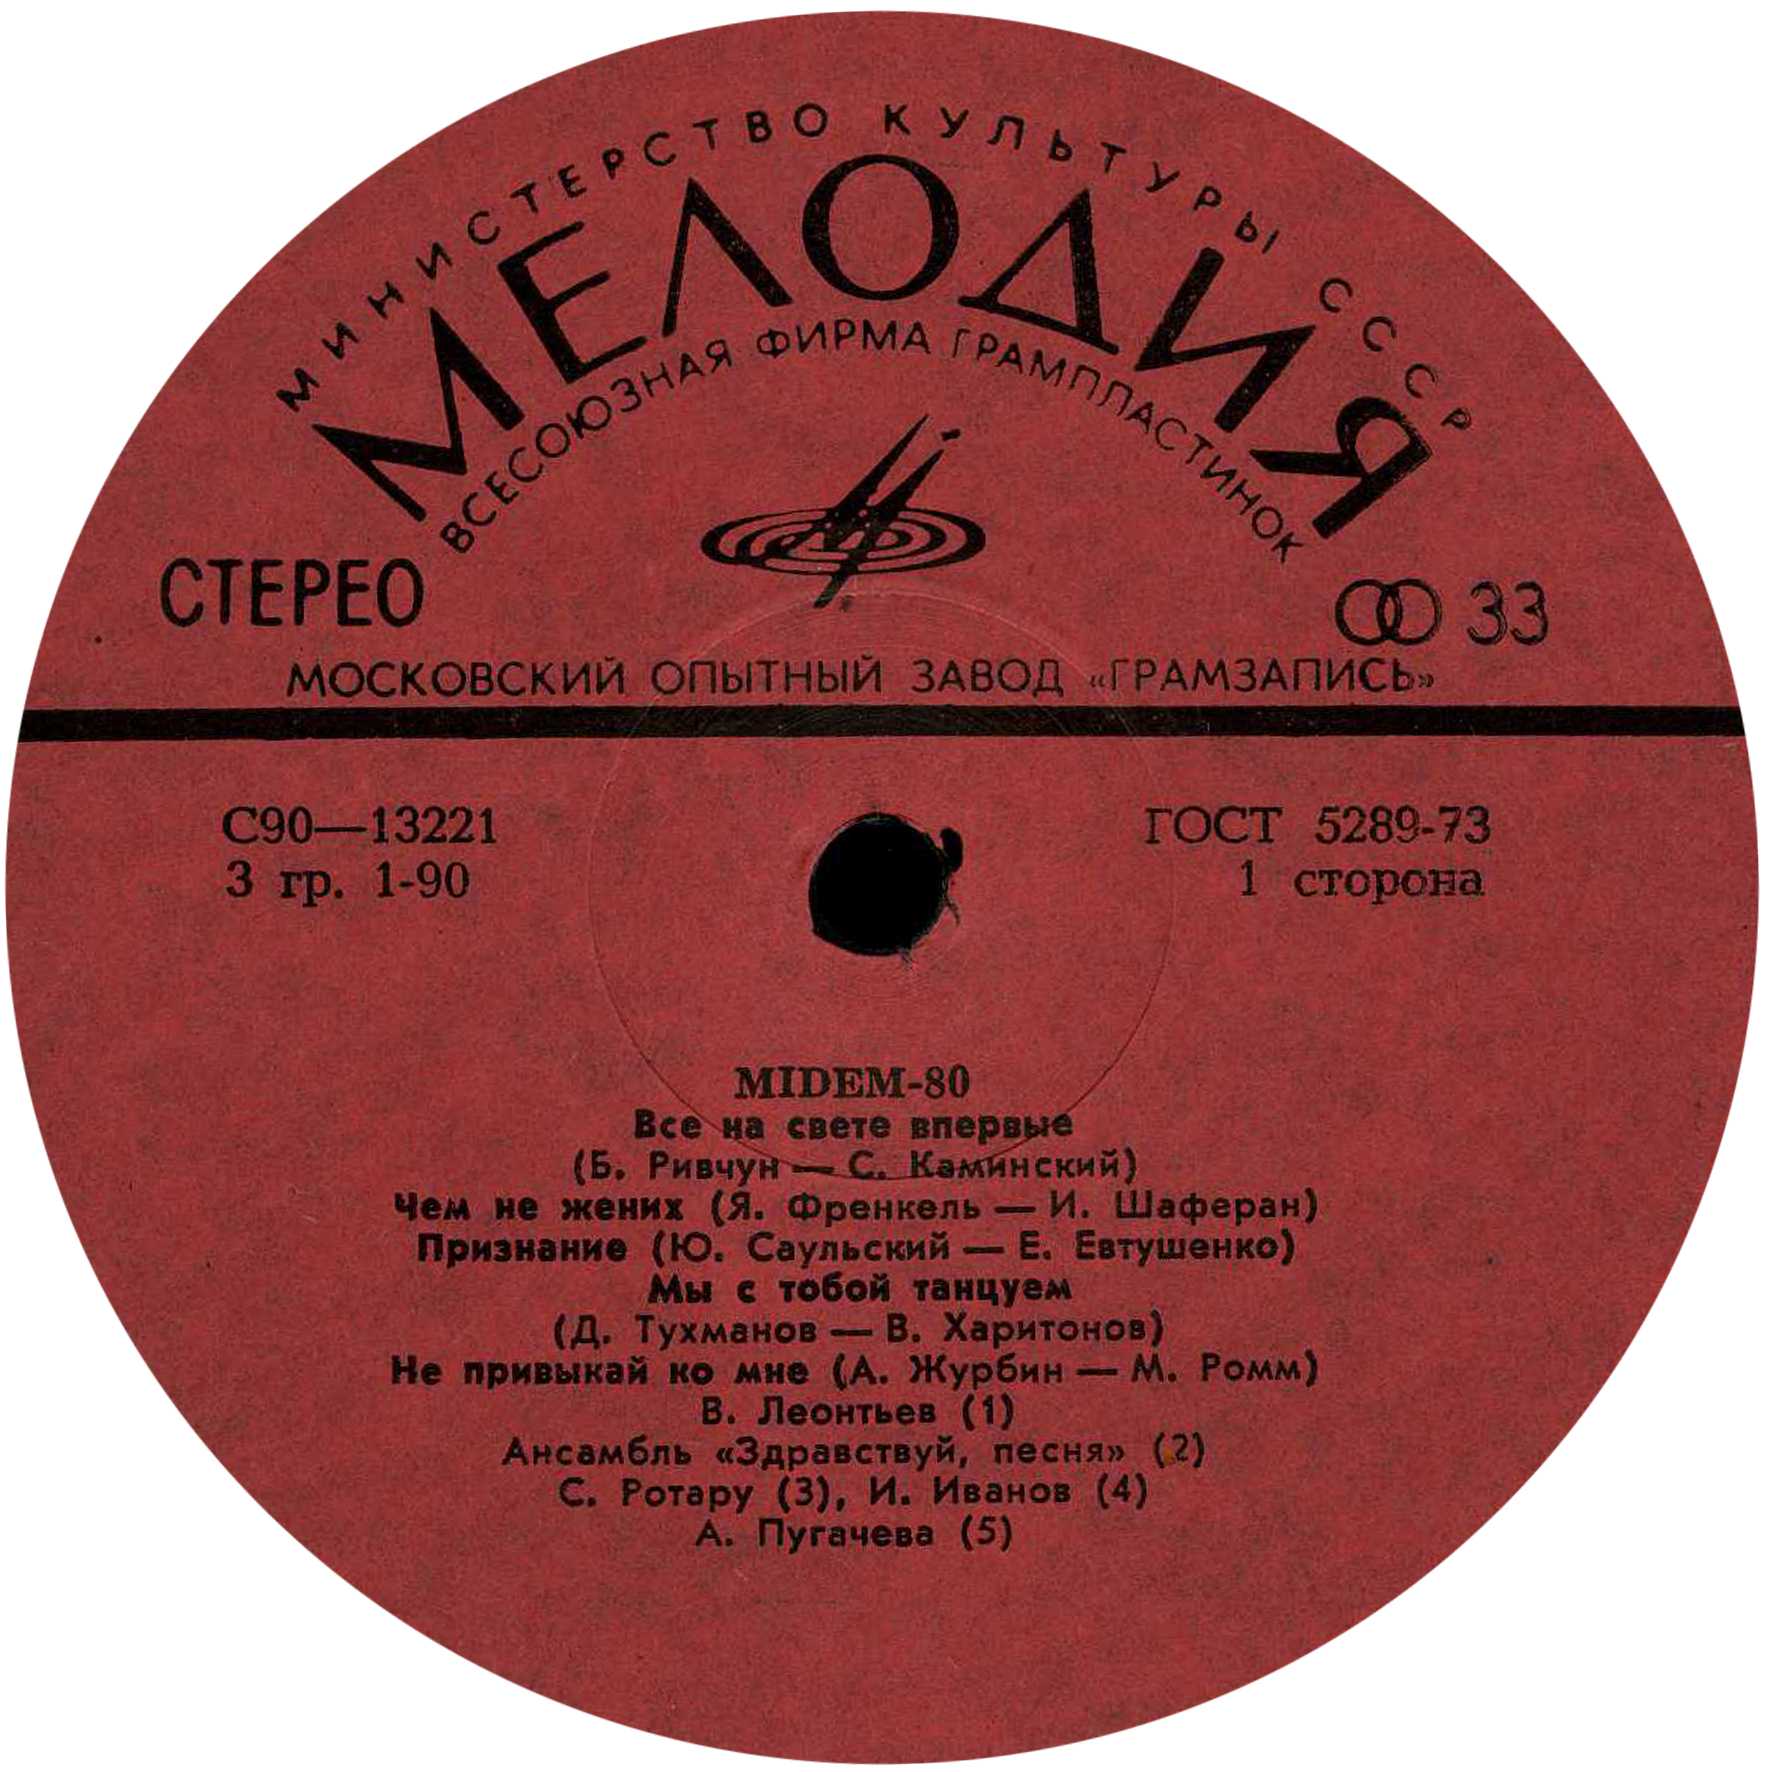 МИНИСТЕРСТВО КУЛЬТУРЫ СССР
МЕЛОДИЯ
ВСЕСОЮЗНАЯ ФИРМА ГРАМПЛАСТИНОК
СТЕРЕО
33
МОСКОВСКИЙ ОПЫТНЫЙ ЗАВОД «ГРАМЗАПИСЬ»
С90—13221
ГОСТ 5289-73
3 гр. 1-90
1 сторона
MIDEM-80
Все на свете впервые
(Б. Ривчун — С. Каминский)
Чем не жених (Я. Френкель — И. Шаферан)
Признание (Ю. Саульский — Е. Евтушенко)
Мы с тобой танцуем
(Д. Тухманов — В. Харитонов)
Не привыкай ко мне (А. Журбин — М. Ромм)
В. Леонтьев (1)
Ансамбль «Здравствуй, песня» (2)
С. Ротару (3), И. Иванов (4)
А. Пугачева (5)